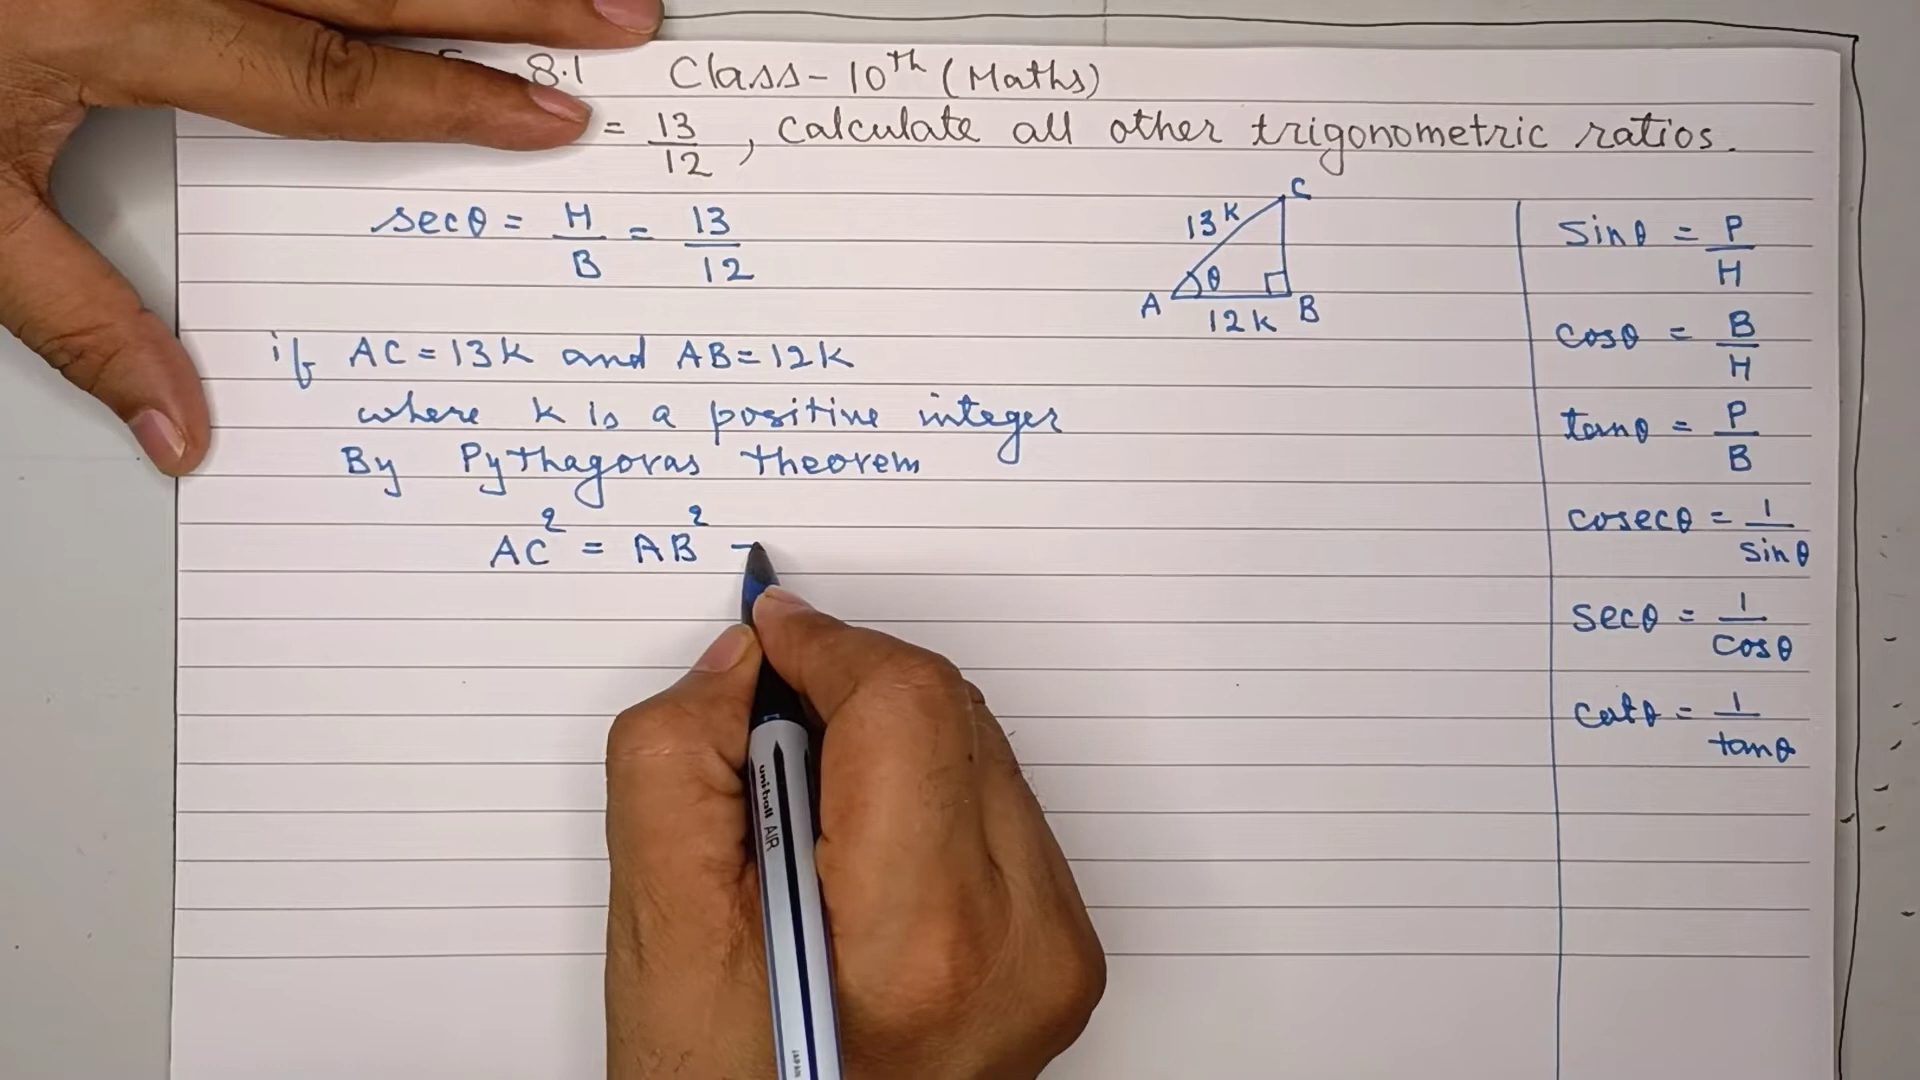 8.1 Class-10th (Maths)
= 13/12, calculate all other trigonometric ratios.
secθ = H/B = 13/12
if AC=13k and AB=12k
where k is a positive integer
By Pythagoras theorem
AC² = AB²
C
13k
θ
A
12k
B
sinθ = P/H
cosθ = B/H
tanθ = P/B
cosecθ = 1/sinθ
secθ = 1/cosθ
cotθ = 1/tanθ
uniball AIR
JAPAN